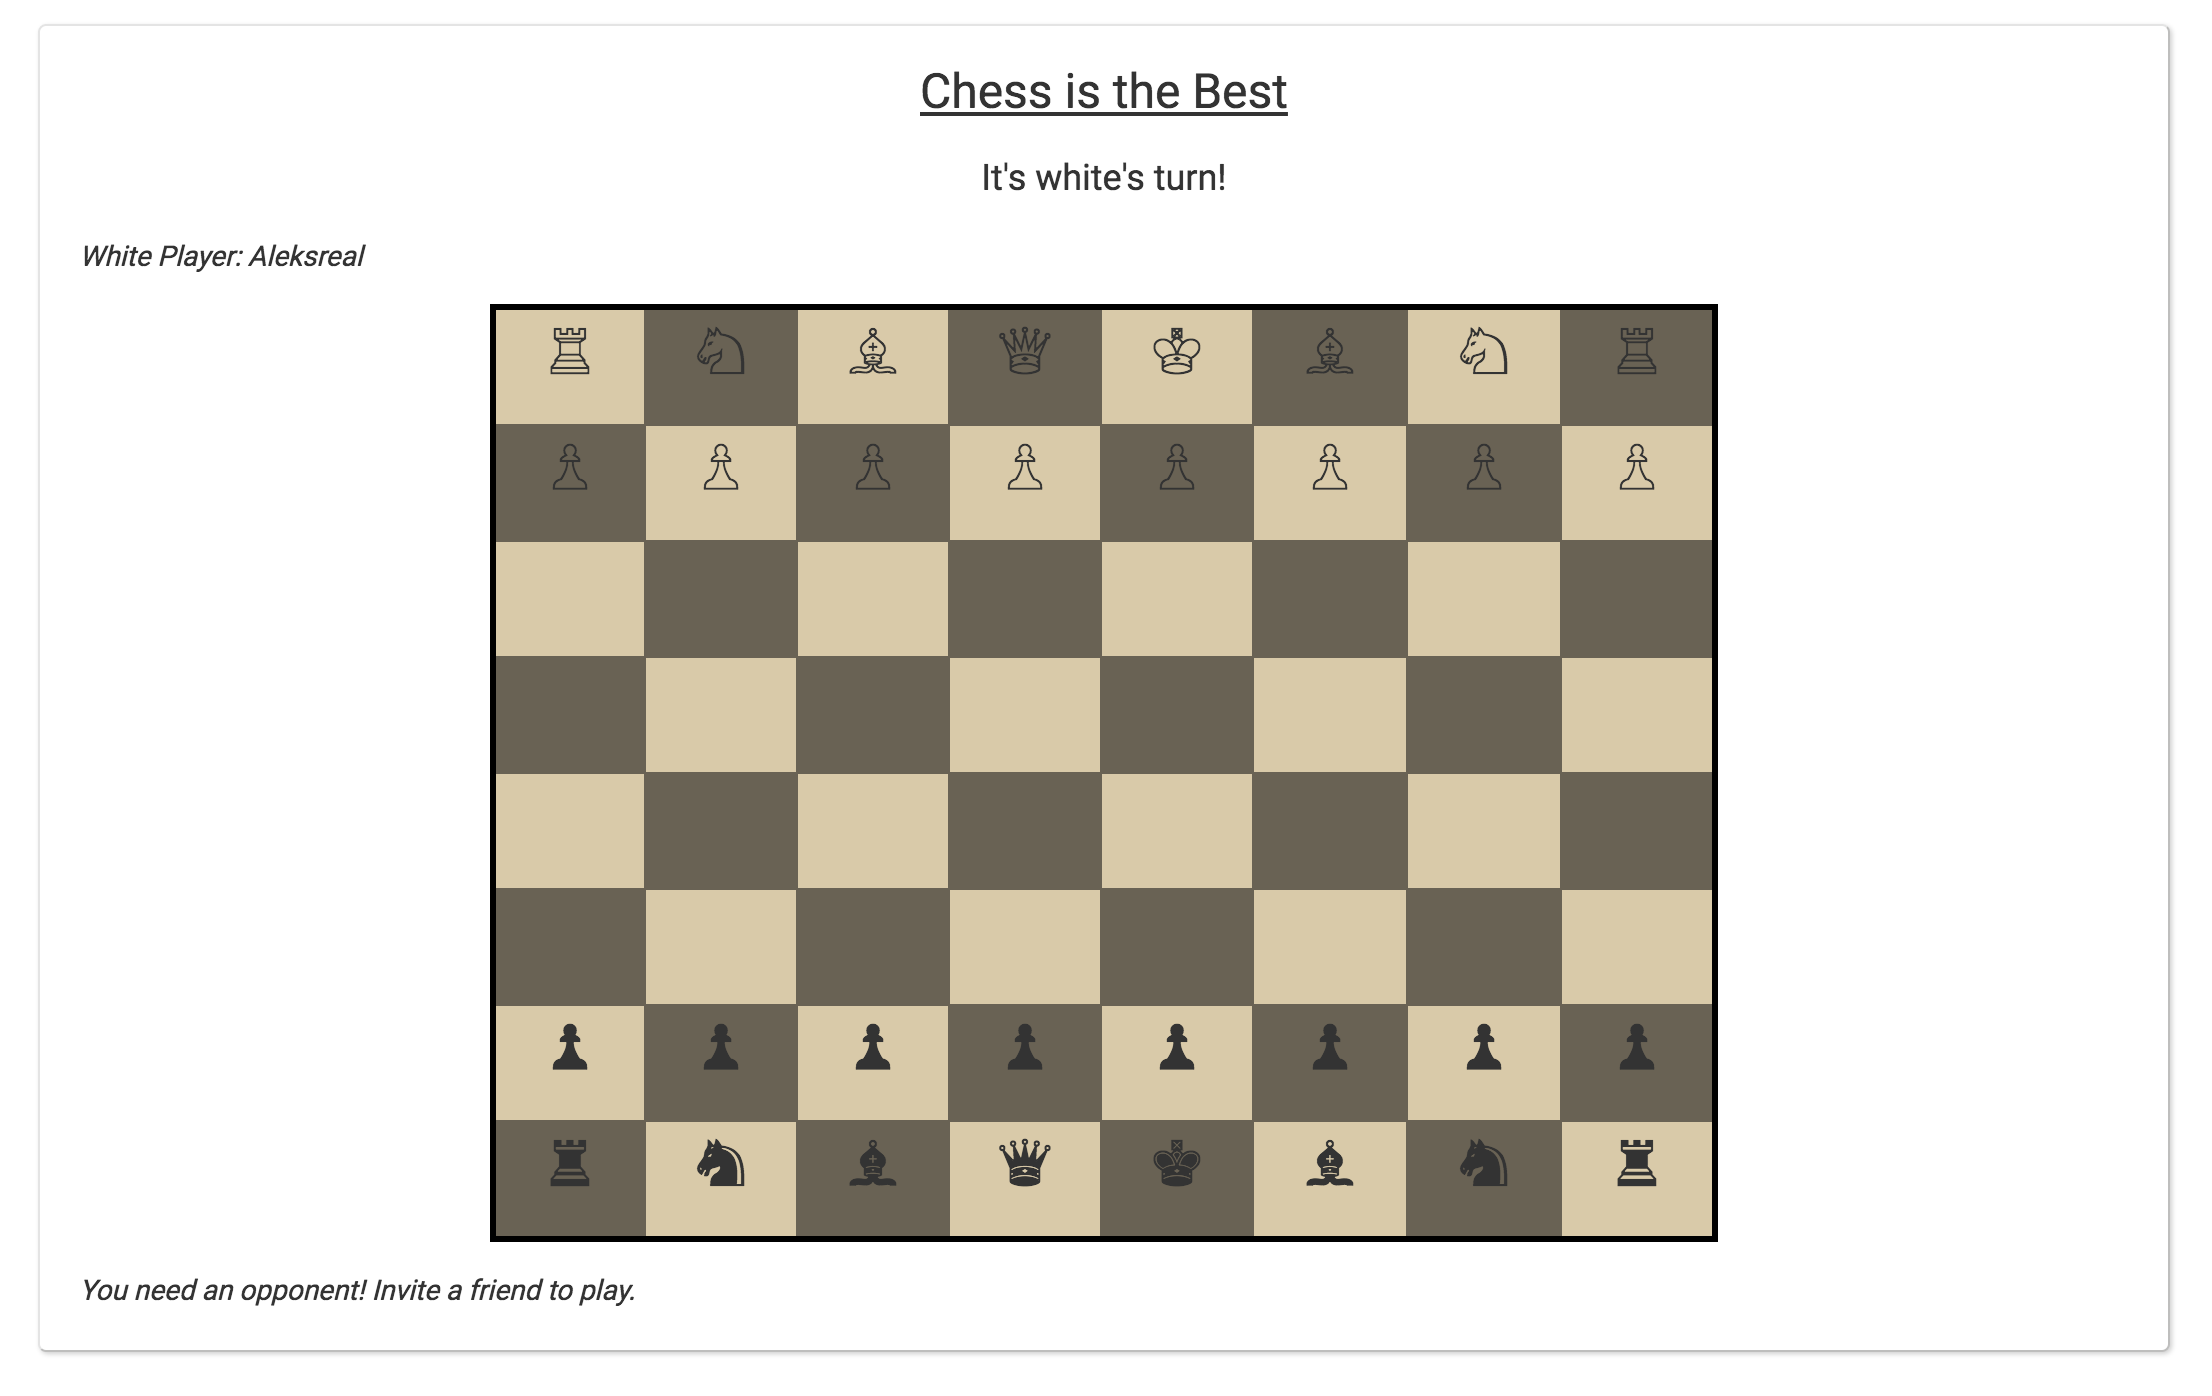 Chess is the Best
It's white's turn!
White Player: Aleksreal
You need an opponent! Invite a friend to play.